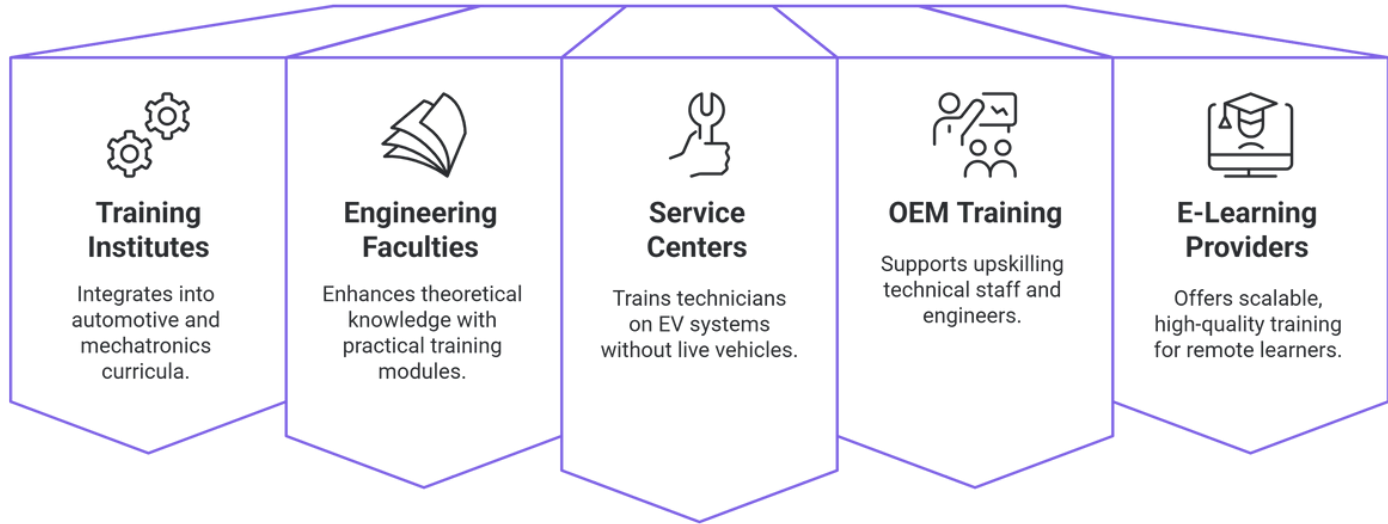 Training
Institutes
Integrates into
automotive and
mechatronics
curricula.
Engineering
Faculties
Enhances theoretical
knowledge with
practical training
modules.
Service
Centers
Trains technicians
on EV systems
without live vehicles.
OEM Training
Supports upskilling
technical staff and
engineers.
E-Learning
Providers
Offers scalable,
high-quality training
for remote learners.